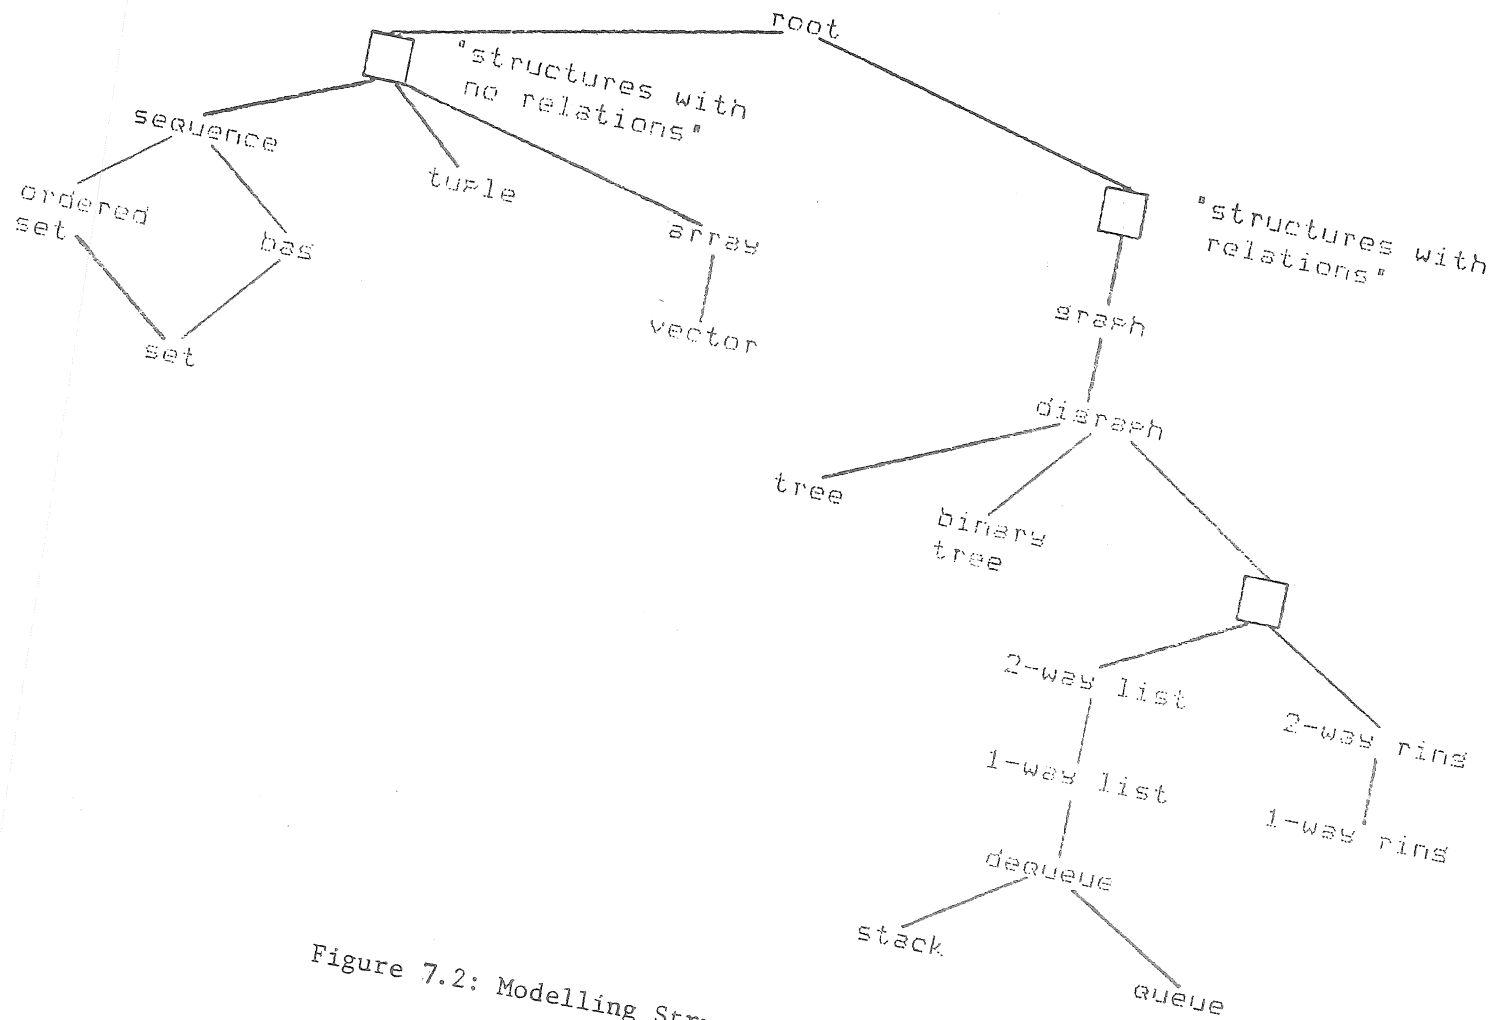 root
"structures with
no relations"
sequence
tuple
ordered
set
bag
array
set
vector
"structures with
relations"
graph
digraph
tree
binary
tree
2-way list
2-way ring
1-way list
1-way ring
dequeue
stack
queue
Figure 7.2: Modelling